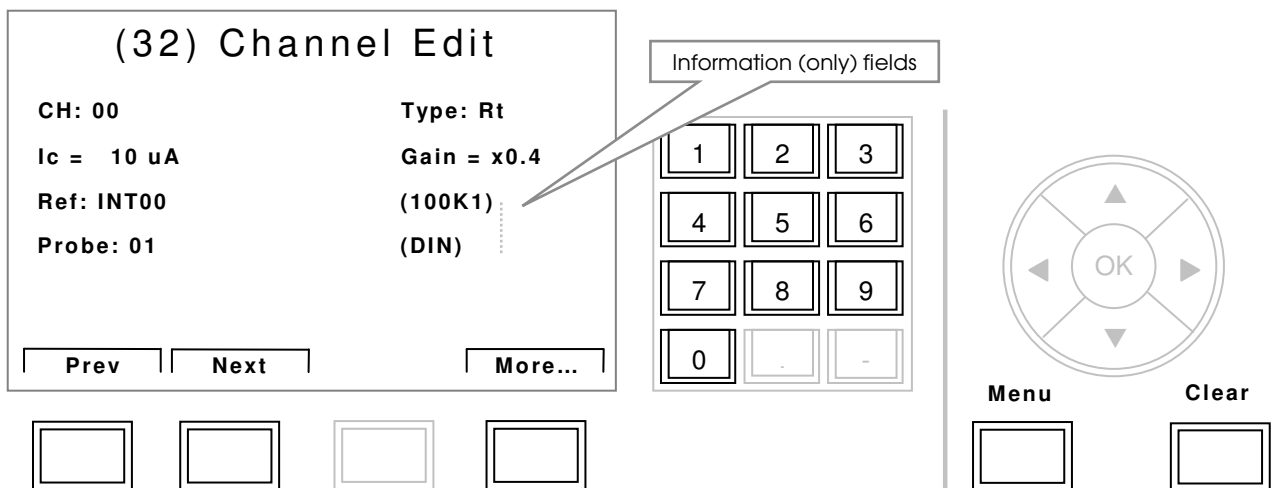 (32) Channel Edit
Information (only) fields
CH: 00 Type: Rt
Ic = 10 uA Gain = x0.4
Ref: INT00 (100K1)
Probe: 01 (DIN)
Prev Next More...
1 2 3
4 5 6
7 8 9
0 . -
OK
Menu Clear